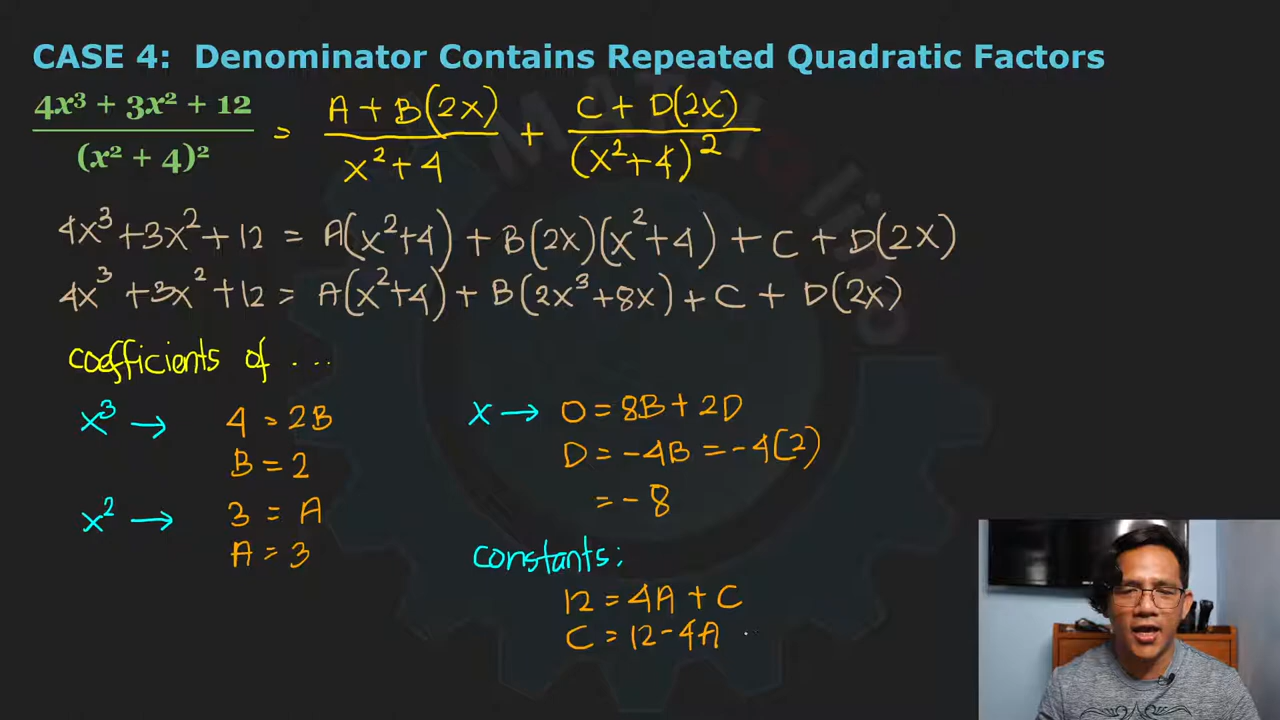 CASE 4: Denominator Contains Repeated Quadratic Factors
4x³ + 3x² + 12 / (x² + 4)² = A + B(2x) / x² + 4 + C + D(2x) / (x² + 4)²
4x³ + 3x² + 12 = A(x² + 4) + B(2x)(x² + 4) + C + D(2x)
4x³ + 3x² + 12 = A(x² + 4) + B(2x³ + 8x) + C + D(2x)
coefficients of ...
x³ → 4 = 2B
B = 2
x² → 3 = A
A = 3
x → 0 = 8B + 2D
D = -4B = -4(2)
= -8
constants:
12 = 4A + C
C = 12 - 4A